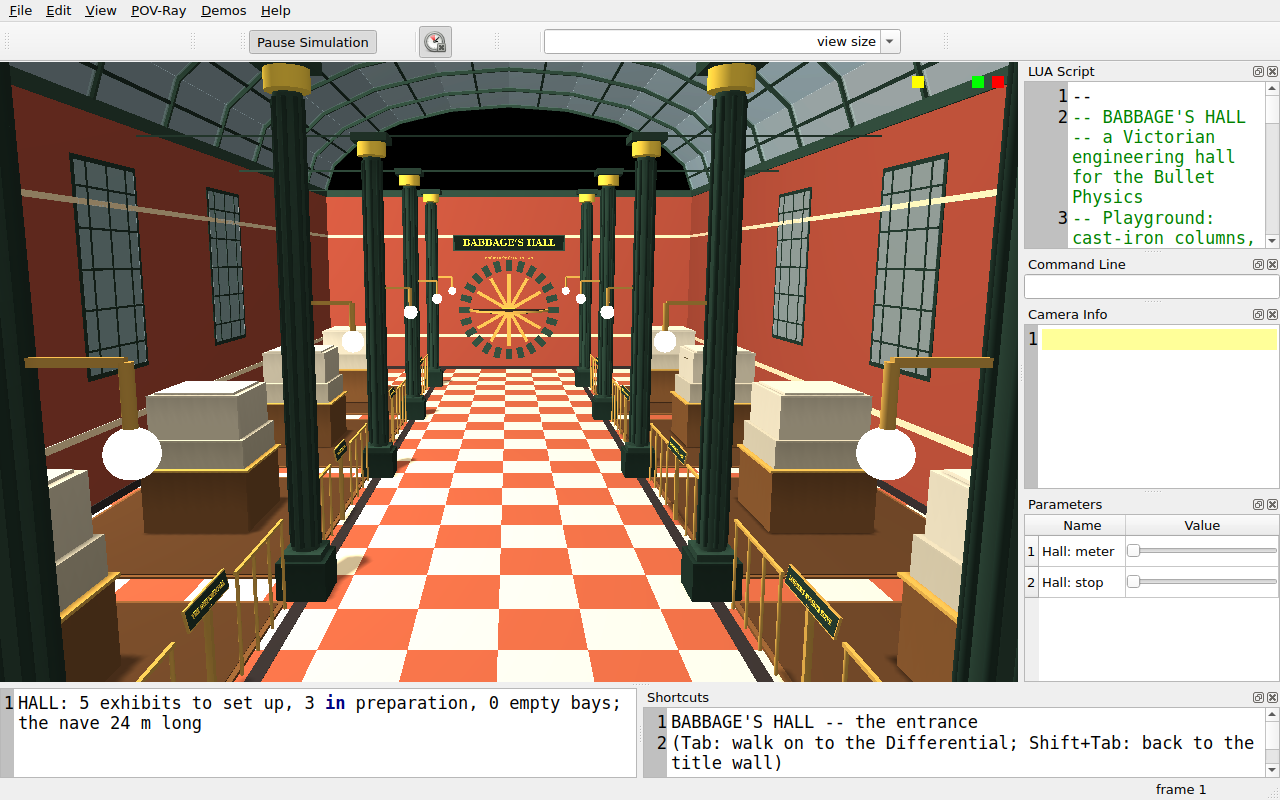 File Edit View POV-Ray Demos Help
Pause Simulation
view size
LUA Script
1 --
2 -- BABBAGE'S HALL
-- a Victorian
engineering hall
for the Bullet
Physics
3 -- Playground:
cast-iron columns,
BABBAGE'S HALL
Command Line
Camera Info
1
Parameters
Name Value
1 Hall: meter
2 Hall: stop
1 HALL: 5 exhibits to set up, 3 in preparation, 0 empty bays;
the nave 24 m long
Shortcuts
1 BABBAGE'S HALL -- the entrance
2 (Tab: walk on to the Differential; Shift+Tab: back to the
title wall)
frame 1